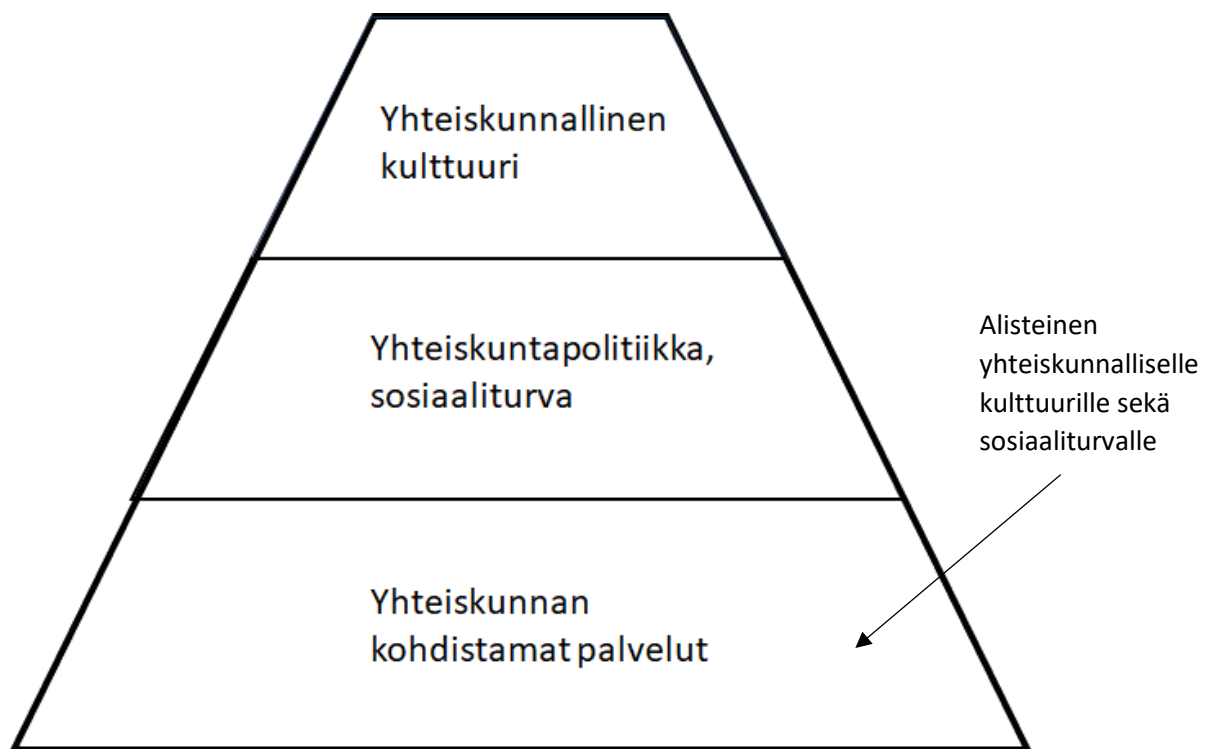 Yhteiskunnallinen
kulttuuri
Yhteiskuntapolitiikka,
sosiaaliturva
Alisteinen
yhteiskunnalliselle
kulttuurille sekä
sosiaaliturvalle
Yhteiskunnan
kohdistamat palvelut